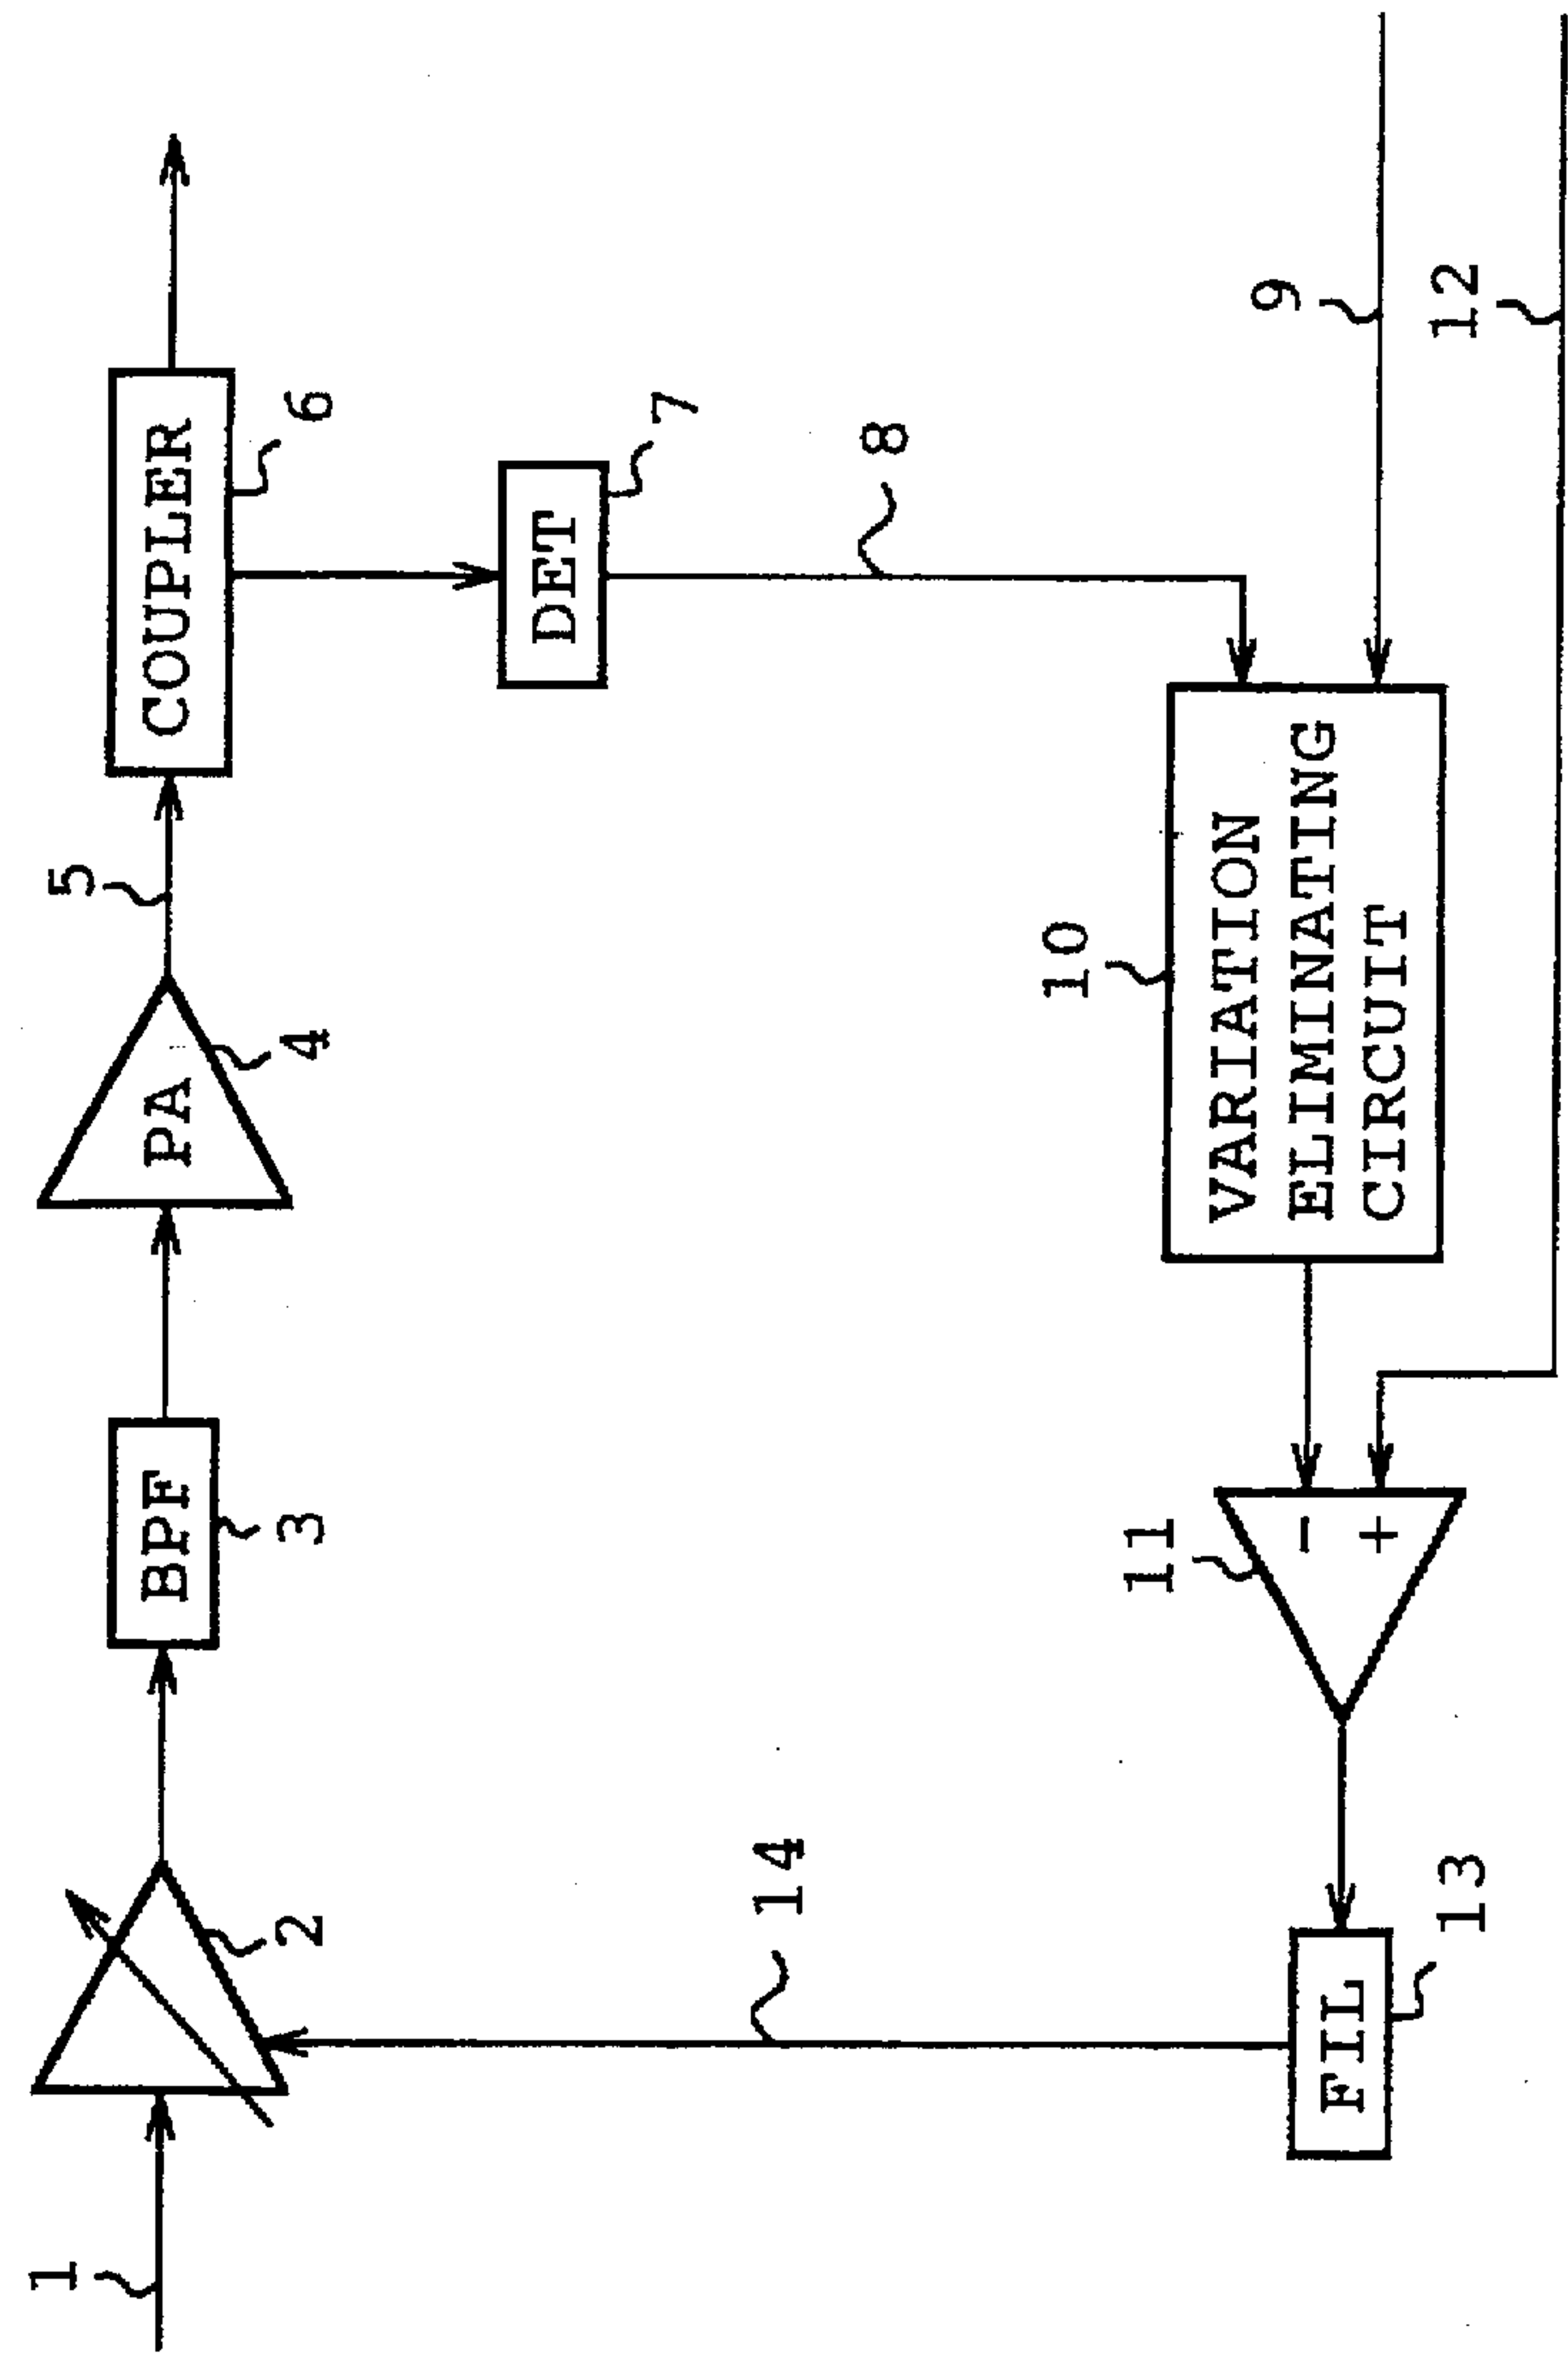 1
2
BPF
3
PA
4
5
COUPLER
6
DET
7
8
9
VARIATION
ELIMINATING
CIRCUIT
10
-
+
11
12
FIL
13
14